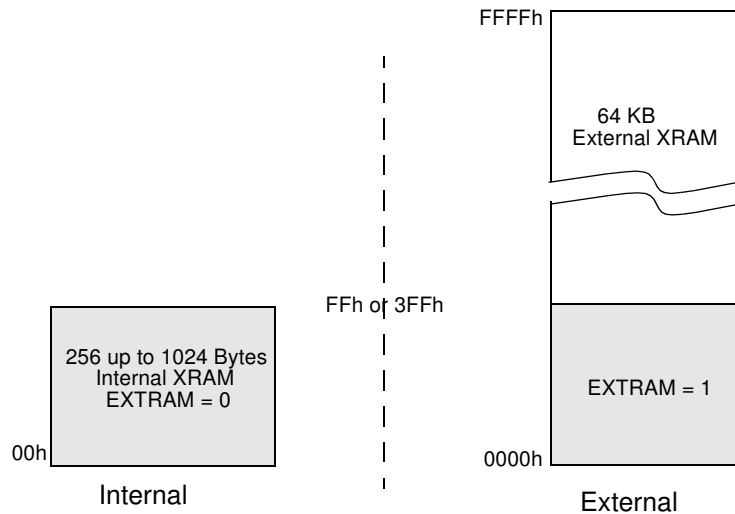 FFFFh
64 KB
External XRAM
FFh or 3FFh
256 up to 1024 Bytes
Internal XRAM
EXTRAM = 0
EXTRAM = 1
00h
0000h
Internal
External